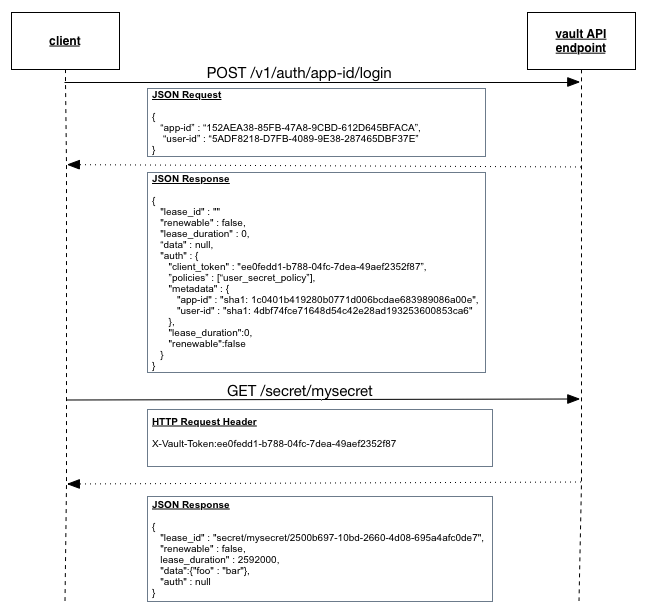 client
vault API
endpoint
POST /v1/auth/app-id/login
JSON Request
{
"app-id" : "152AEA38-85FB-47A8-9CBD-612D645BFACA",
"user-id" : "5ADF8218-D7FB-4089-9E38-287465DBF37E"
}
JSON Response
{
"lease_id" : ""
"renewable" : false,
"lease_duration" : 0,
"data" : null,
"auth" : {
"client_token" : "ee0fedd1-b788-04fc-7dea-49aef2352f87",
"policies" : ["user_secret_policy"],
"metadata" : {
"app-id" : "sha1: 1c0401b419280b0771d006bcdae683989086a00e",
"user-id" : "sha1: 4dbf74fce71648d54c42e28ad193253600853ca6"
},
"lease_duration":0,
"renewable":false
}
}
GET /secret/mysecret
HTTP Request Header
X-Vault-Token:ee0fedd1-b788-04fc-7dea-49aef2352f87
JSON Response
{
"lease_id" : "secret/mysecret/2500b697-10bd-2660-4d08-695a4afc0de7",
"renewable" : false,
lease_duration" : 2592000,
"data":{"foo" : "bar"},
"auth" : null
}